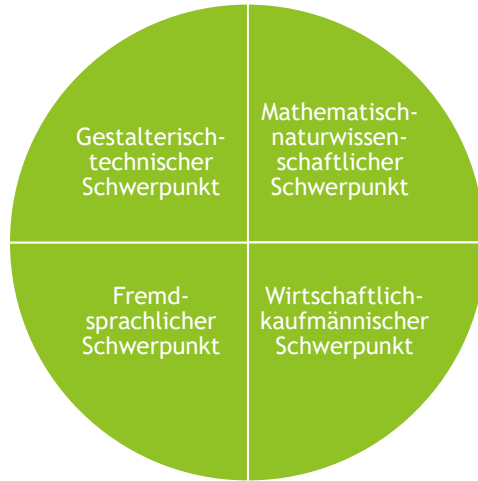 Gestalterisch-
technischer
Schwerpunkt
Mathematisch-
naturwissen-
schaftlicher
Schwerpunkt
Fremd-
sprachlicher
Schwerpunkt
Wirtschaftlich-
kaufmännischer
Schwerpunkt